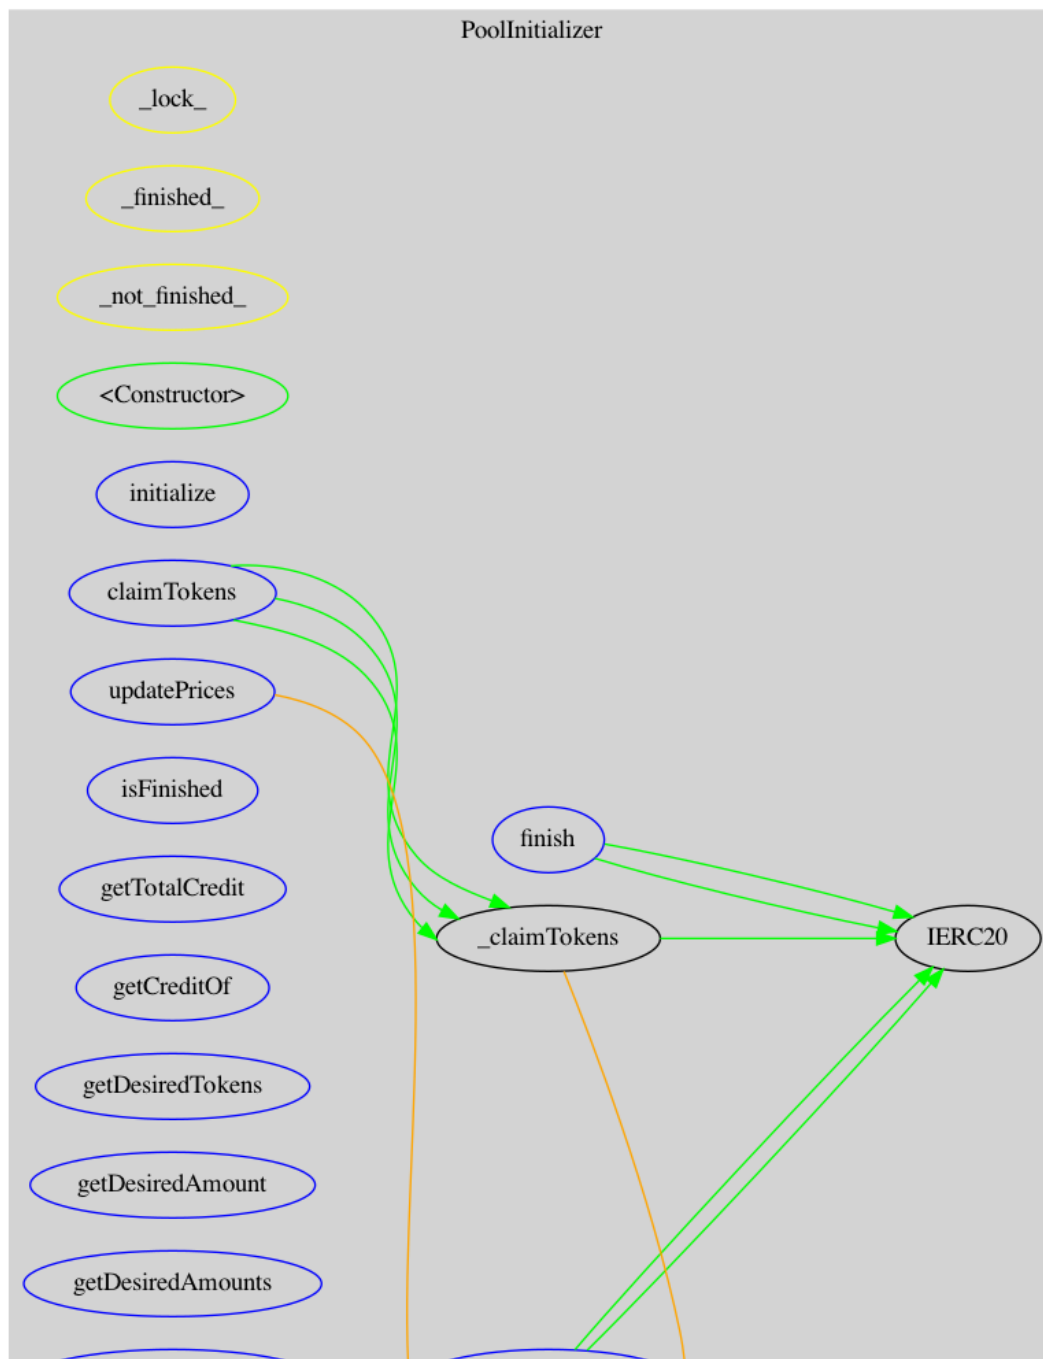 PoolInitializer
_lock_
_finished_
_not_finished_
<Constructor>
initialize
claimTokens
updatePrices
isFinished
finish
getTotalCredit
_claimTokens
IERC20
getCreditOf
getDesiredTokens
getDesiredAmount
getDesiredAmounts